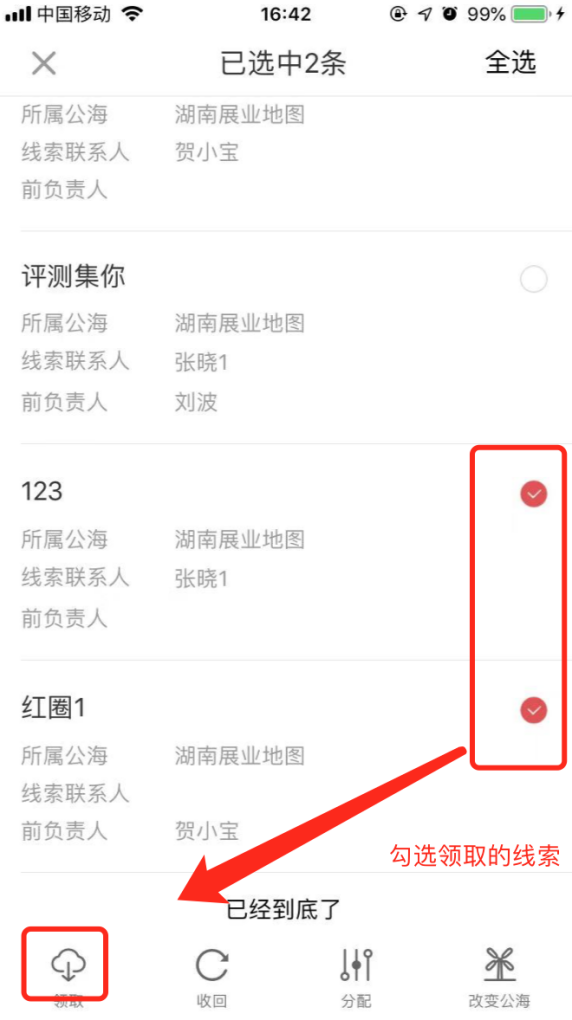 中国移动 16:42 99%
已选中2条 全选
所属公海 湖南展业地图
线索联系人 贺小宝
前负责人
评测集你
所属公海 湖南展业地图
线索联系人 张晓1
前负责人 刘波
123
所属公海 湖南展业地图
线索联系人 张晓1
前负责人
红圈1
所属公海 湖南展业地图
线索联系人
前负责人 贺小宝
勾选领取的线索
已经到底了
领取 收回 分配 改变公海